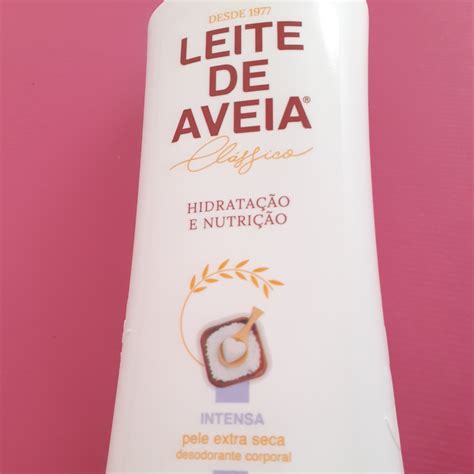 DESDE 1977
LEITE
DE
AVEIA®
Clássico
HIDRATAÇÃO
E NUTRIÇÃO
INTENSA
pele extra seca
desodorante corporal